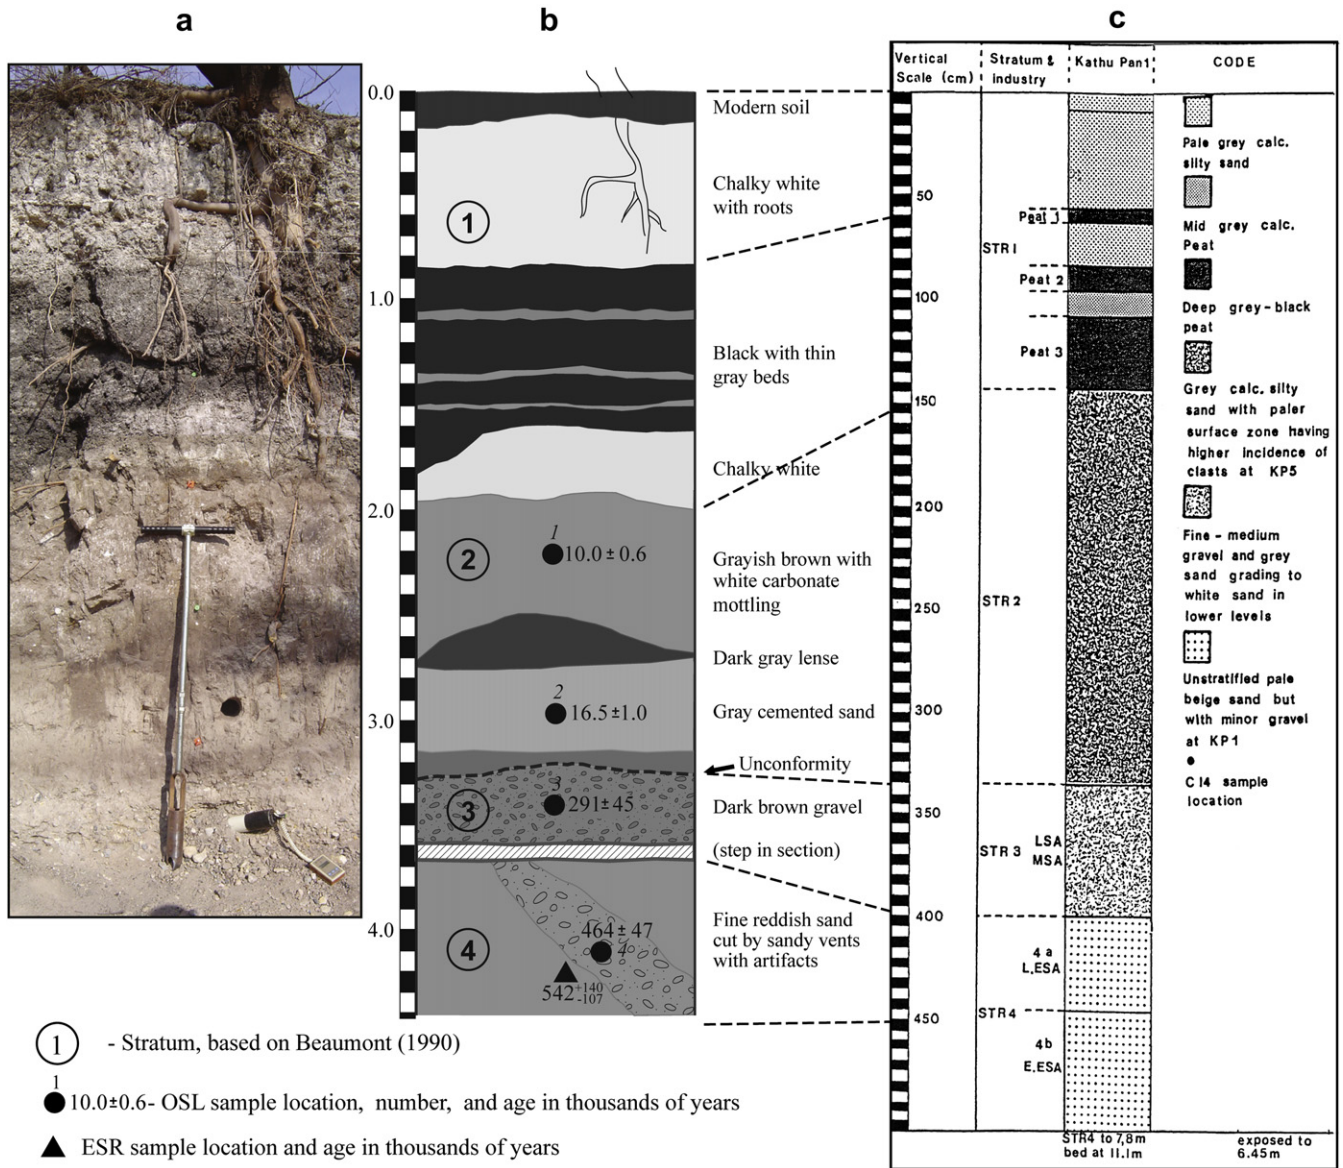 a
b
c
0.0
1.0
2.0
3.0
4.0
1
2
3
4
1
10.0 ± 0.6
2
16.5 ±1.0
3
291 ± 45
464 ± 47
4
542 +140 -107
Modern soil
Chalky white
with roots
Black with thin
gray beds
Chalky white
Grayish brown with
white carbonate
mottling
Dark gray lense
Gray cemented sand
Unconformity
Dark brown gravel
(step in section)
Fine reddish sand
cut by sandy vents
with artifacts
1 - Stratum, based on Beaumont (1990)
1
10.0±0.6- OSL sample location, number, and age in thousands of years
ESR sample location and age in thousands of years
Vertical
Scale (cm)
Stratum &
industry
Kathu Pan1
CODE
50
100
150
200
250
300
350
400
450
Peat 1
STR I
Peat 2
Peat 3
STR 2
STR 3
LSA
MSA
4a
L.ESA
STR4
4b
E.ESA
STR4 to 7,8m
bed at 11.1m
exposed to
6.45m
Pale grey calc.
silty sand
Mid grey calc.
Peat
Deep grey-black
peat
Grey calc. silty
sand with paler
surface zone having
higher incidence of
clasts at KP5
Fine - medium
gravel and grey
sand grading to
white sand in
lower levels
Unstratified pale
beige sand but
with minor gravel
at KP1
C14 sample
location